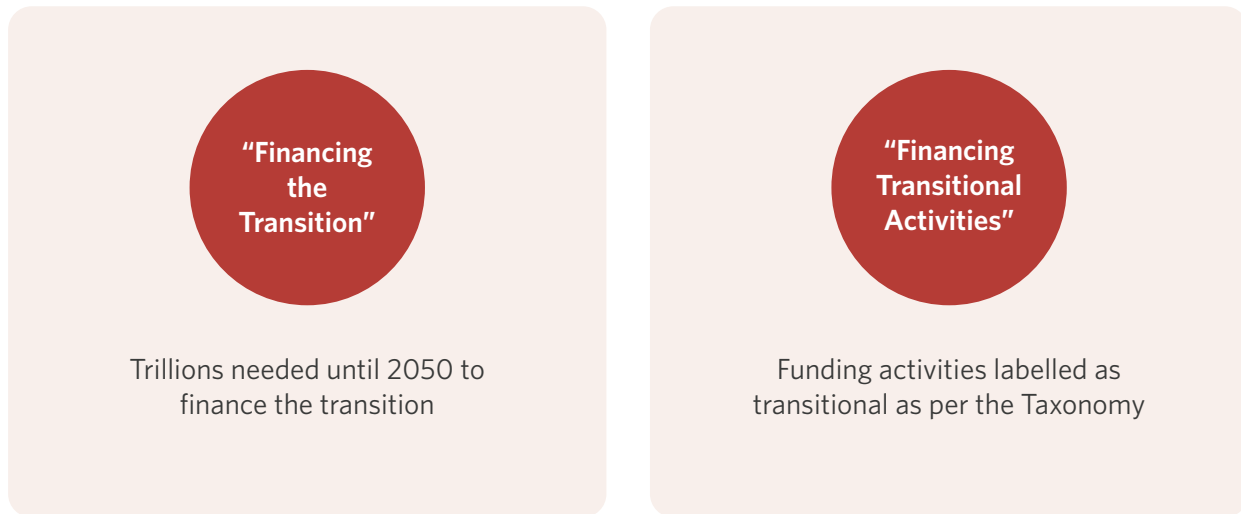 “Financing
the
Transition”
Trillions needed until 2050 to
finance the transition
“Financing
Transitional
Activities”
Funding activities labelled as
transitional as per the Taxonomy